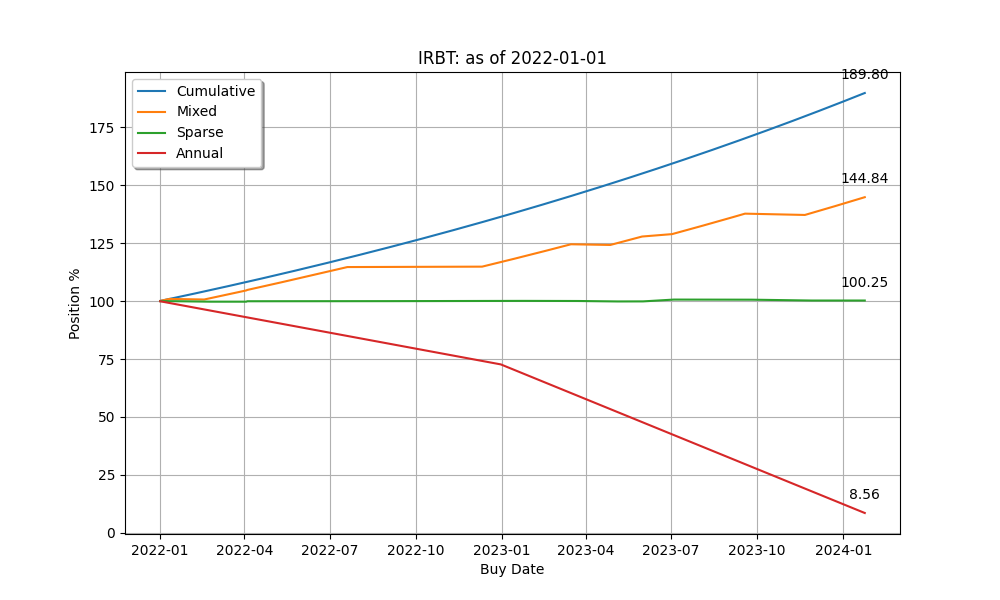 IRBT: as of 2022-01-01
189.80
Cumulative
Mixed
Sparse
Annual
175
144.84
150
125
100.25
100
Position %
75
50
8.56
25
0
2022-01 2022-04 2022-07 2022-10 2023-01 2023-04 2023-07 2023-10 2024-01
Buy Date